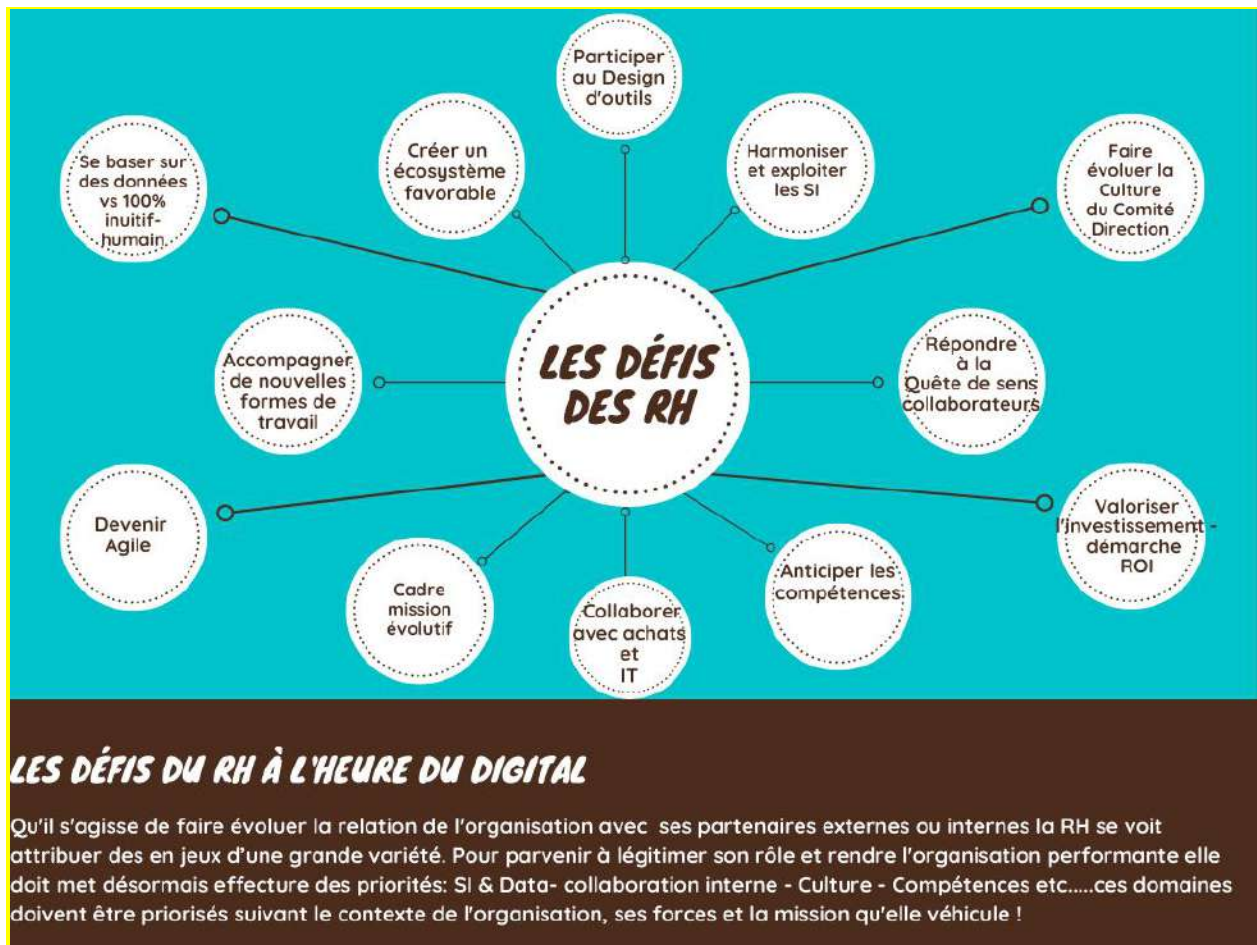 Participer
au Design
d'outils
Créer un
écosystème
favorable
Harmoniser
et exploiter
les SI
Se baser sur
des données
vs 100%
inuitif-
humain
Faire
évoluer la
Culture
du Comité
Direction
Accompagner
de nouvelles
formes de
travail
LES DÉFIS
DES RH
Répondre
à la
Quête de sens
collaborateurs
Devenir
Agile
Cadre
mission
évolutif
Collaborer
avec achats
et
IT
Anticiper les
compétences
Valoriser
l'investissement -
démarche
ROI
LES DÉFIS DU RH À L'HEURE DU DIGITAL
Qu'il s'agisse de faire évoluer la relation de l'organisation avec ses partenaires externes ou internes la RH se voit
attribuer des en jeux d'une grande variété. Pour parvenir à légitimer son rôle et rendre l'organisation performante elle
doit met désormais effecture des priorités: SI & Data- collaboration interne - Culture - Compétences etc.....ces domaines
doivent être priorisés suivant le contexte de l'organisation, ses forces et la mission qu'elle véhicule !